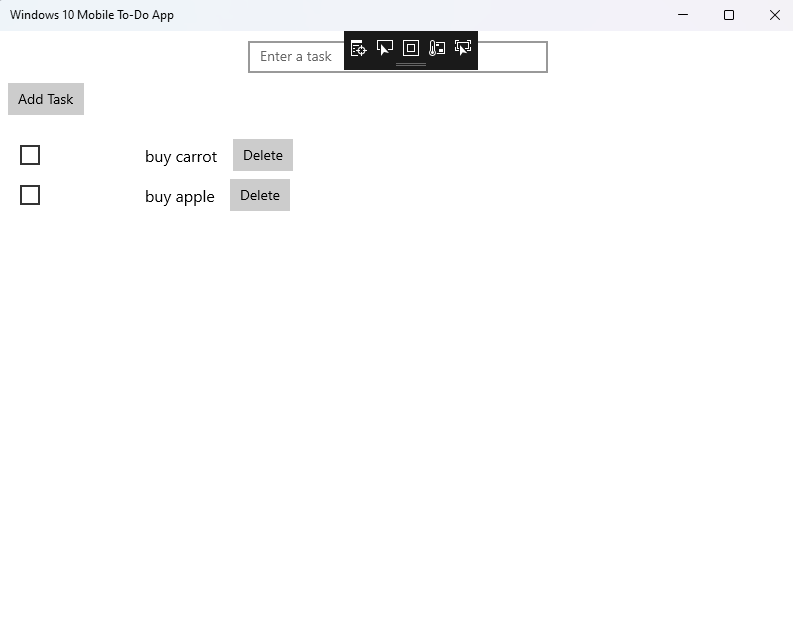 Windows 10 Mobile To-Do App
Enter a task
Add Task
buy carrot Delete
buy apple Delete